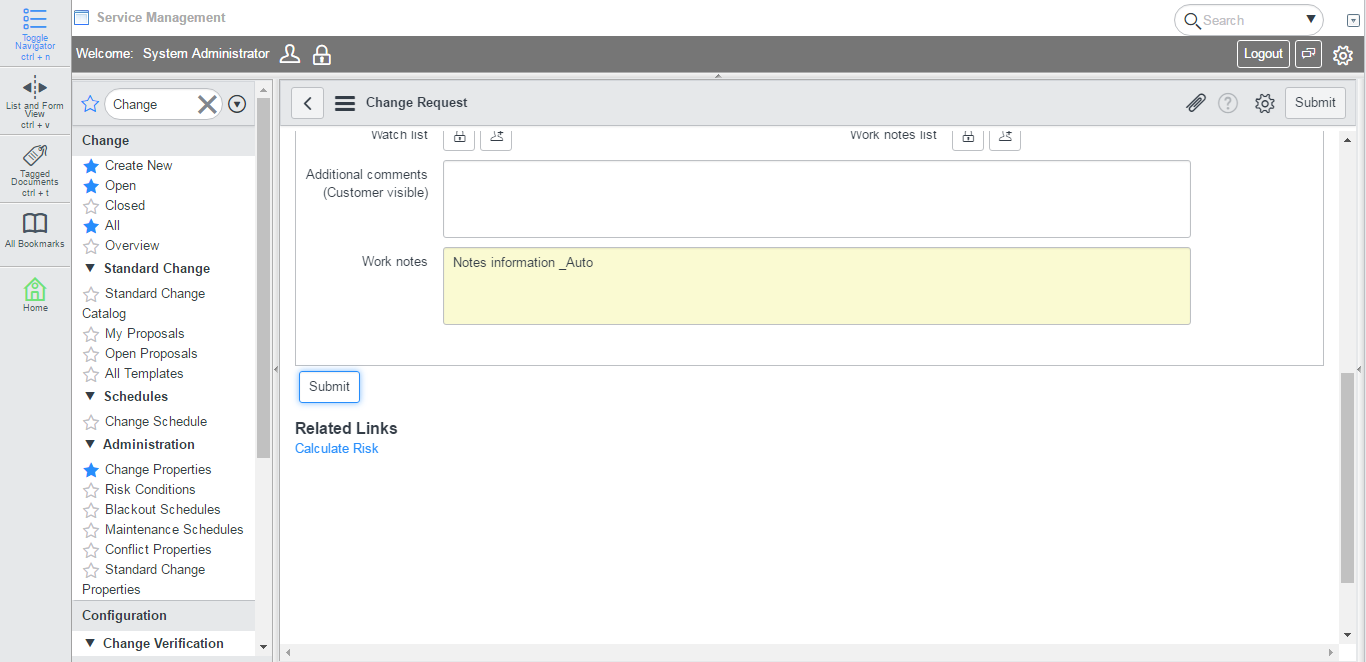 Toggle
Navigator
ctrl + n
List and Form
View
ctrl + v
Tagged
Documents
ctrl + t
All Bookmarks
Home
Service Management
Search
Welcome: System Administrator
Logout
Change
Change
Create New
Open
Closed
All
Overview
Standard Change
Standard Change
Catalog
My Proposals
Open Proposals
All Templates
Schedules
Change Schedule
Administration
Change Properties
Risk Conditions
Blackout Schedules
Maintenance Schedules
Conflict Properties
Standard Change
Properties
Configuration
Change Verification
Change Request
Submit
Watch list
Work notes list
Additional comments
(Customer visible)
Work notes
Notes information _Auto
Submit
Related Links
Calculate Risk